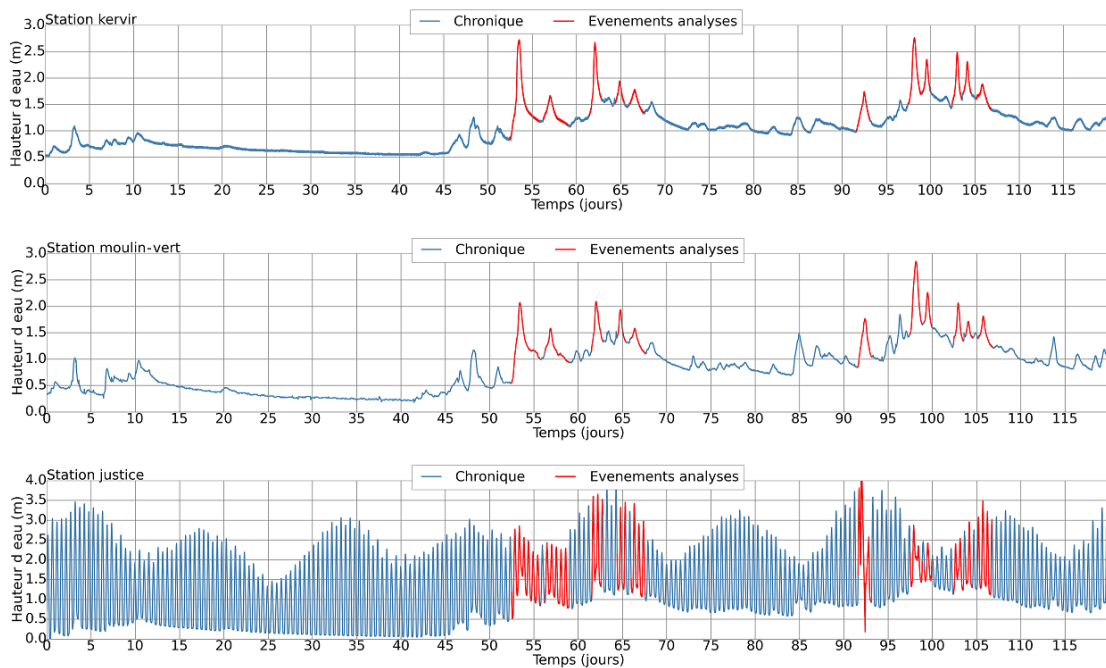 Station kervir
Chronique Evenements analyses
Hauteur d eau (m)
3.0
2.5
2.0
1.5
1.0
0.5
0.0
0 5 10 15 20 25 30 35 40 45 50 55 60 65 70 75 80 85 90 95 100 105 110 115
Temps (jours)
Station moulin-vert
Chronique Evenements analyses
Hauteur d eau (m)
3.0
2.5
2.0
1.5
1.0
0.5
0.0
0 5 10 15 20 25 30 35 40 45 50 55 60 65 70 75 80 85 90 95 100 105 110 115
Temps (jours)
Station justice
Chronique Evenements analyses
Hauteur d eau (m)
4.0
3.5
3.0
2.5
2.0
1.5
1.0
0.5
0.0
0 5 10 15 20 25 30 35 40 45 50 55 60 65 70 75 80 85 90 95 100 105 110 115
Temps (jours)